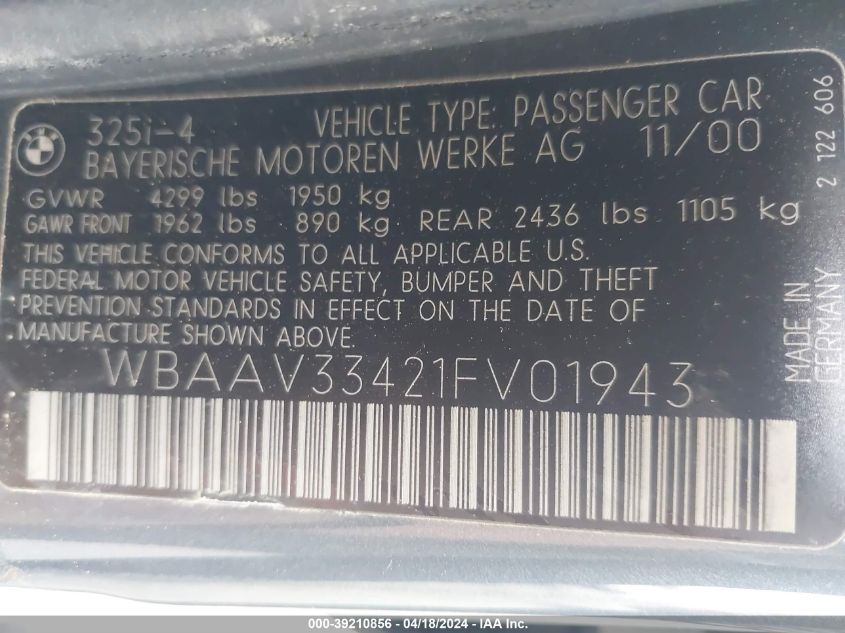 BMW
325i-4 VEHICLE TYPE: PASSENGER CAR
BAYERISCHE MOTOREN WERKE AG 11/00
GVWR 4299 lbs 1950 kg
GAWR FRONT 1962 lbs 890 kg REAR 2436 lbs 1105 kg
THIS VEHICLE CONFORMS TO ALL APPLICABLE U.S.
FEDERAL MOTOR VEHICLE SAFETY, BUMPER AND THEFT
PREVENTION STANDARDS IN EFFECT ON THE DATE OF
MANUFACTURE SHOWN ABOVE.
WBAAV33421FV01943
MADE IN
GERMANY
2 122 606
000-39210856 - 04/18/2024 - IAA Inc.